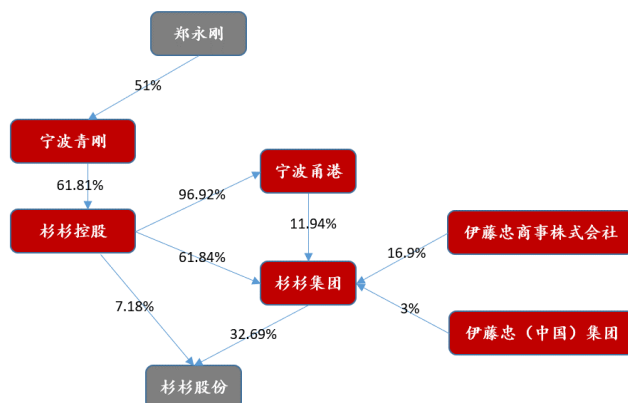 郑永刚
51%
宁波青刚
61.81%
96.92%
宁波甬港
杉杉控股
11.94%
61.84%
杉杉集团
16.9%
伊藤忠商事株式会社
7.18%
32.69%
3%
伊藤忠（中国）集团
杉杉股份